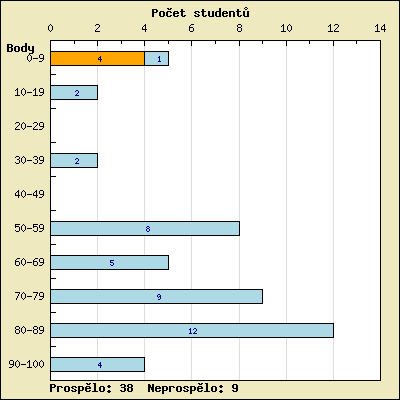 Počet studentů
0 2 4 6 8 10 12 14
Body
0-9 4 1
10-19 2
20-29
30-39 2
40-49
50-59 8
60-69 5
70-79 9
80-89 12
90-100 4
Prospělo: 38 Neprospělo: 9